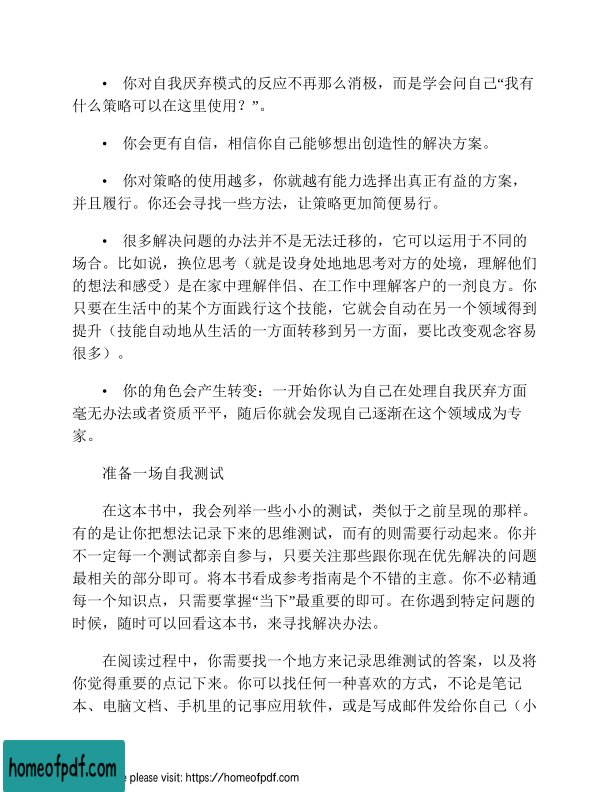 • 你对自我厌弃模式的反应不再那么消极，而是学会问自己“我有
什么策略可以在这里使用？”。
• 你会更有自信，相信你自己能够想出创造性的解决方案。
• 你对策略的使用越多，你就越有能力选择出真正有益的方案，
并且履行。你还会寻找一些方法，让策略更加简便易行。
• 很多解决问题的办法并不是无法迁移的，它可以运用于不同的
场合。比如说，换位思考（就是设身处地地思考对方的处境，理解他们
的想法和感受）是在家中理解伴侣、在工作中理解客户的一剂良方。你
只要在生活中的某个方面践行这个技能，它就会自动在另一个领域得到
提升（技能自动地从生活的一方面转移到另一方面，要比改变观念容易
很多）。
• 你的角色会产生转变：一开始你认为自己在处理自我厌弃方面
毫无办法或者资质平平，随后你就会发现自己逐渐在这个领域成为专
家。
准备一场自我测试
在这本书中，我会列举一些小小的测试，类似于之前呈现的那样。
有的是让你把想法记录下来的思维测试，而有的则需要行动起来。你并
不一定每一个测试都亲自参与，只要关注那些跟你现在优先解决的问题
最相关的部分即可。将本书看成参考指南是个不错的主意。你不必精通
每一个知识点，只需要掌握“当下”最重要的即可。在你遇到特定问题的
时候，随时可以回看这本书，来寻找解决办法。
在阅读过程中，你需要找一个地方来记录思维测试的答案，以及将
你觉得重要的点记下来。你可以找任何一种喜欢的方式，不论是笔记
本、电脑文档、手机里的记事应用软件，或是写成邮件发给你自己（小
homeofpdf.com
e please visit: https://homeofpdf.com